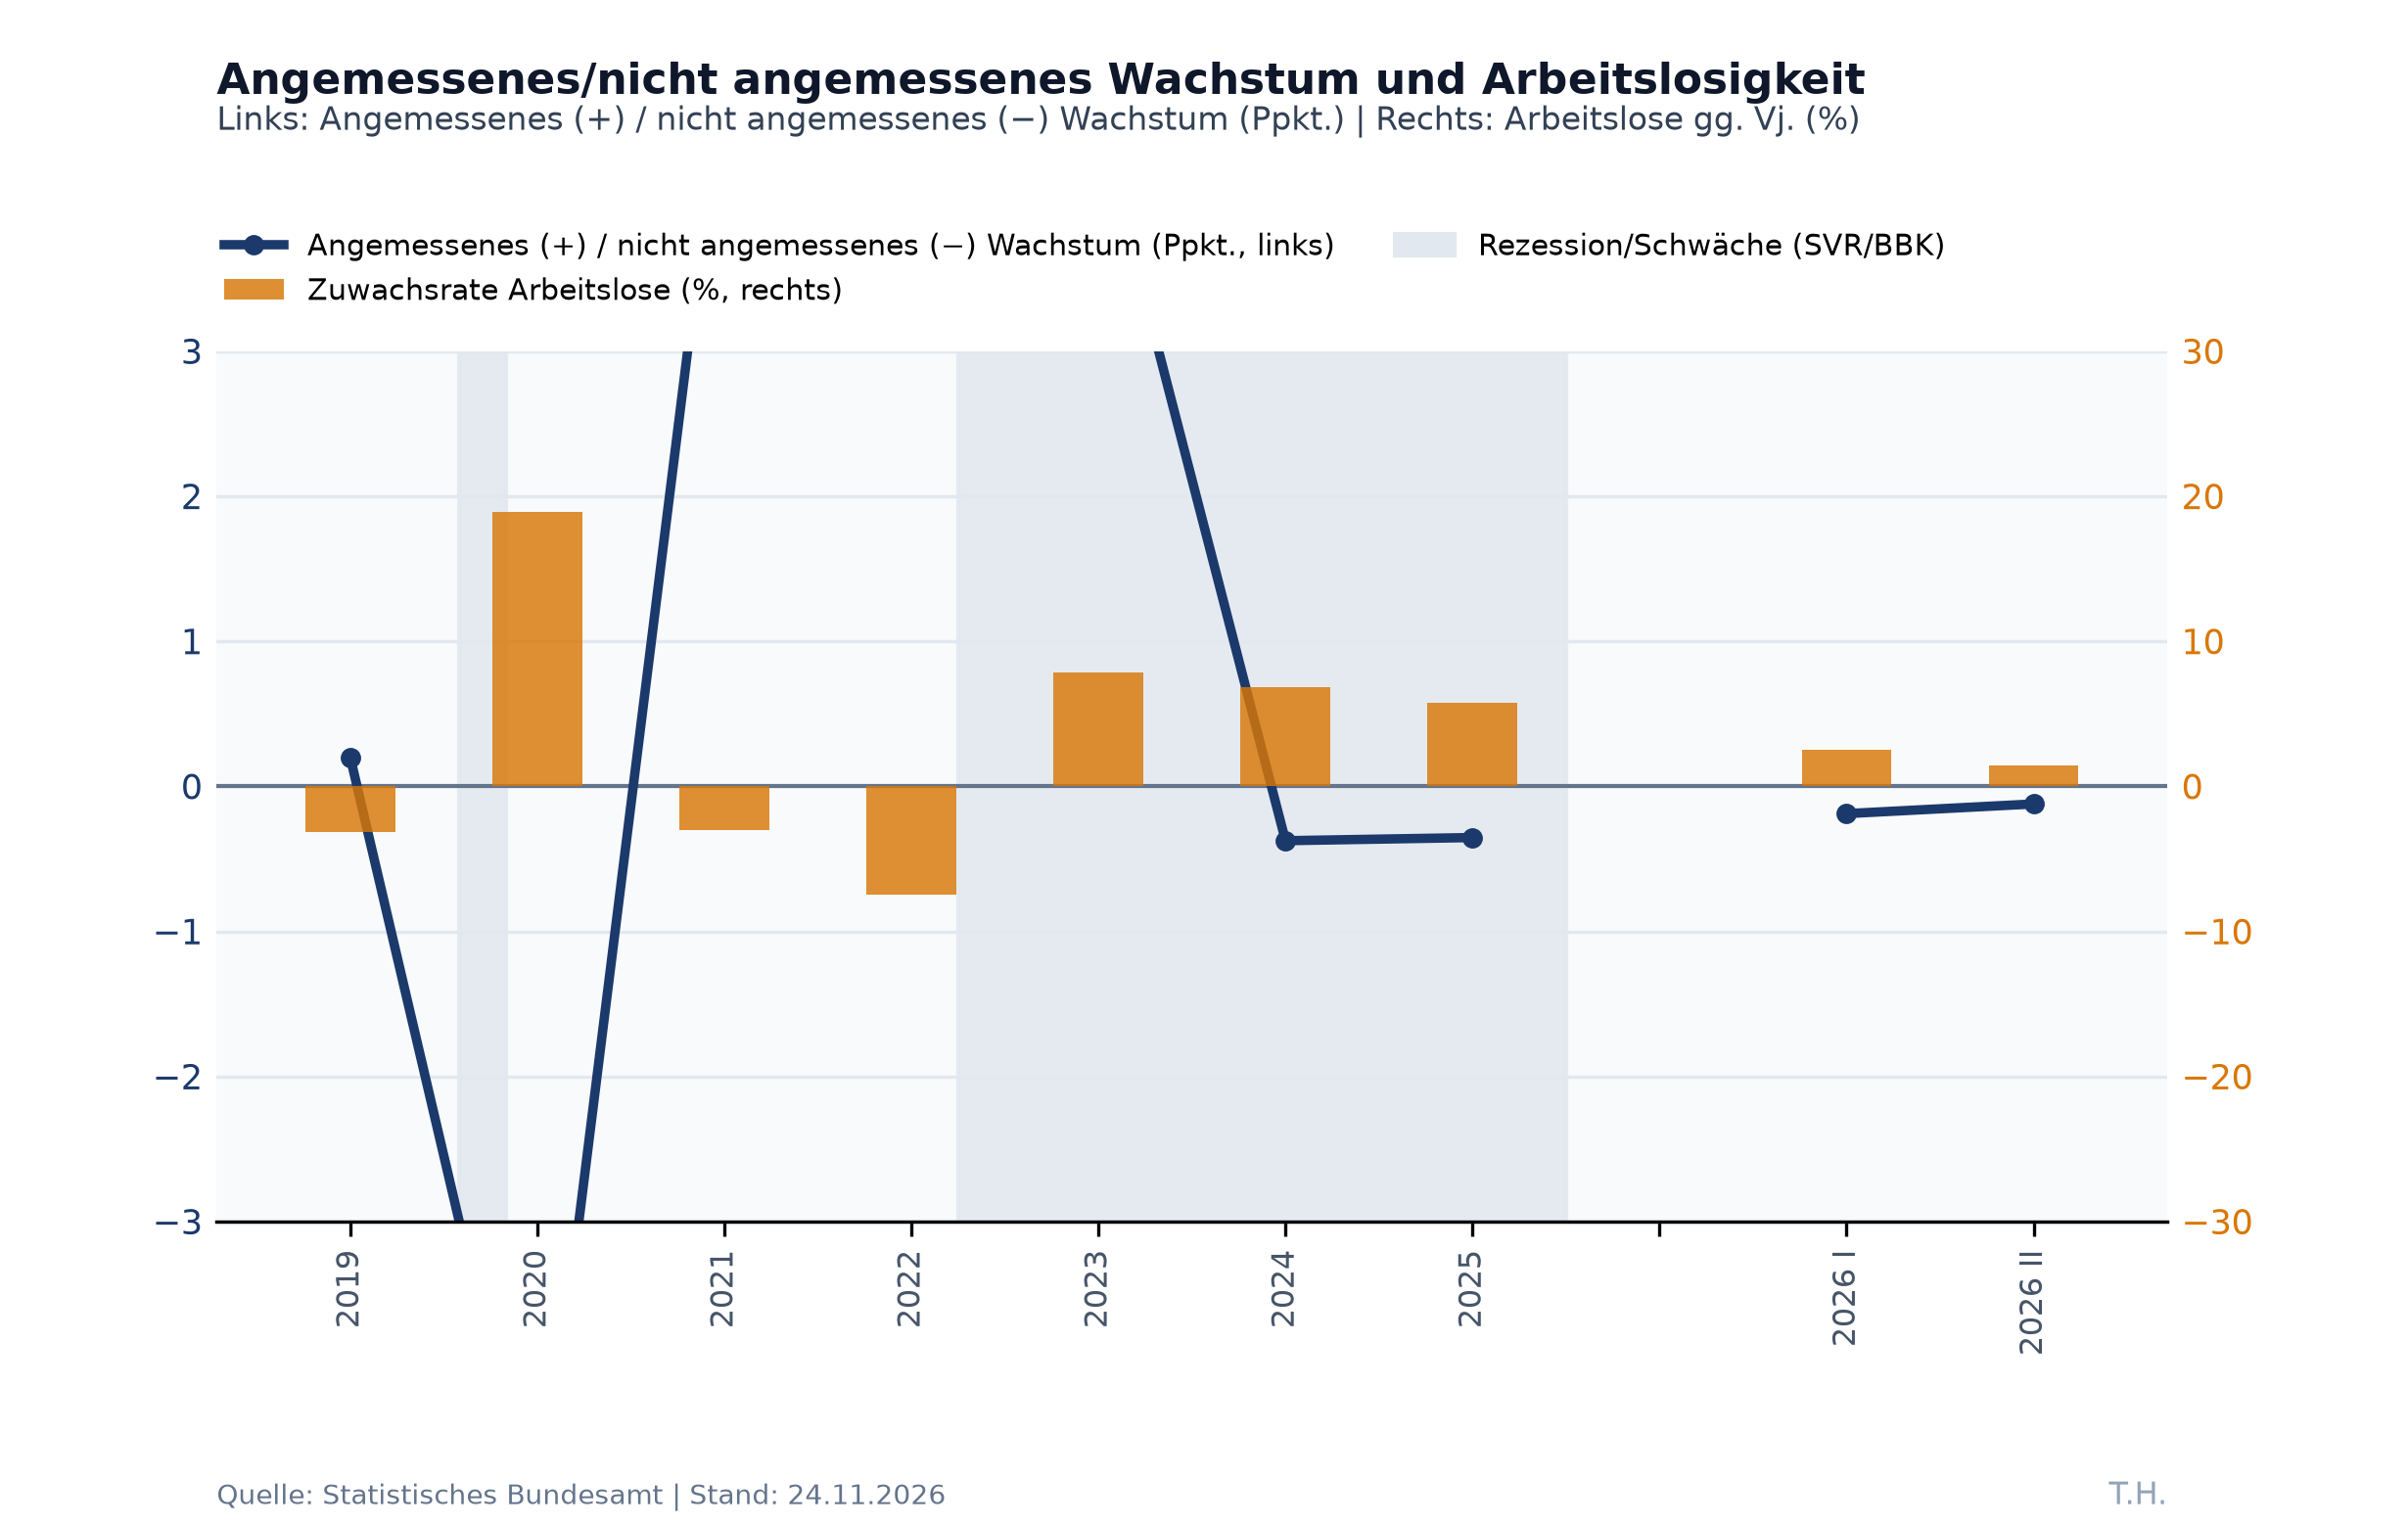 Angemessenes/nicht angemessenes Wachstum und Arbeitslosigkeit
Links: Angemessenes (+) / nicht angemessenes (−) Wachstum (Ppkt.) | Rechts: Arbeitslose gg. Vj. (%)
Angemessenes (+) / nicht angemessenes (−) Wachstum (Ppkt., links)
Rezession/Schwäche (SVR/BBK)
Zuwachsrate Arbeitslose (%, rechts)
3
2
1
0
−1
−2
−3
30
20
10
0
−10
−20
−30
2019
2020
2021
2022
2023
2024
2025
2026 I
2026 II
Quelle: Statistisches Bundesamt | Stand: 24.11.2026
T.H.